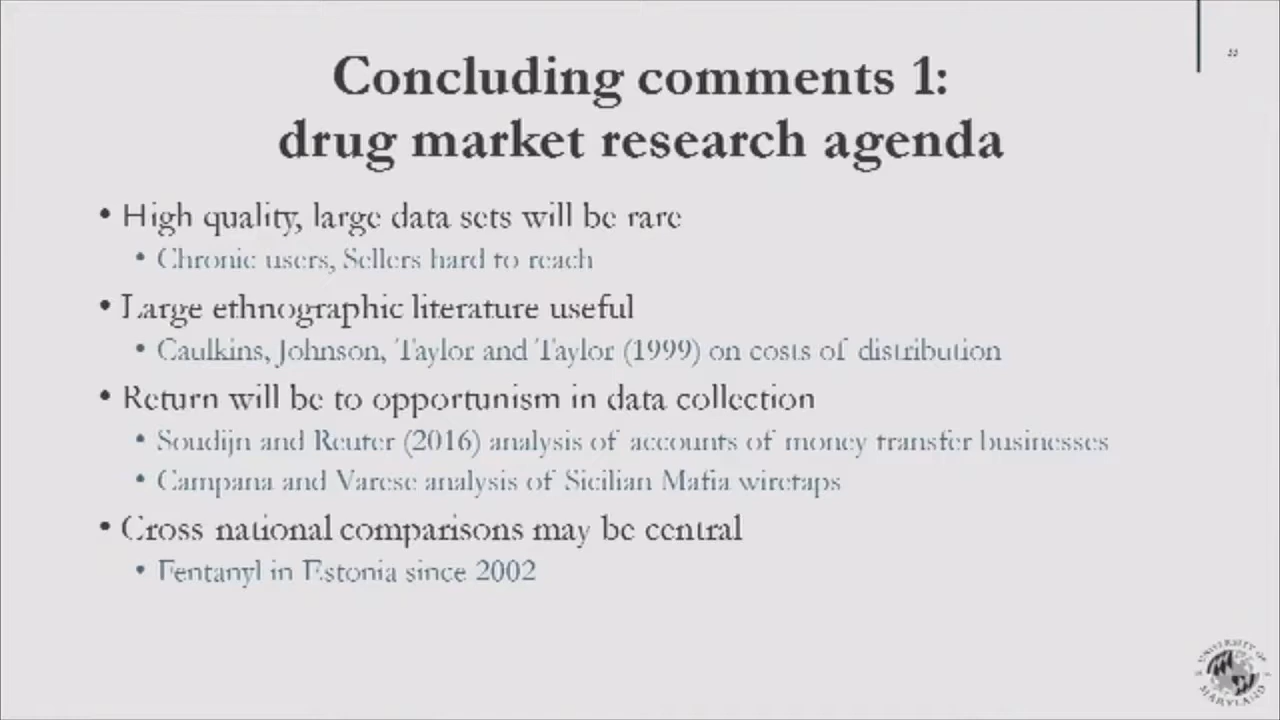 Concluding comments 1:
drug market research agenda
• High quality, large data sets will be rare
• Chronic users, Sellers hard to reach
• Large ethnographic literature useful
• Caulkins, Johnson, Taylor and Taylor (1999) on costs of distribution
• Return will be to opportunism in data collection
• Soudijn and Reuter (2016) analysis of accounts of money transfer businesses
• Campana and Varese analysis of Sicilian Mafia wiretaps
• Cross national comparisons may be central
• Fentanyl in Estonia since 2002
UNIVERSITY OF
MARYLAND